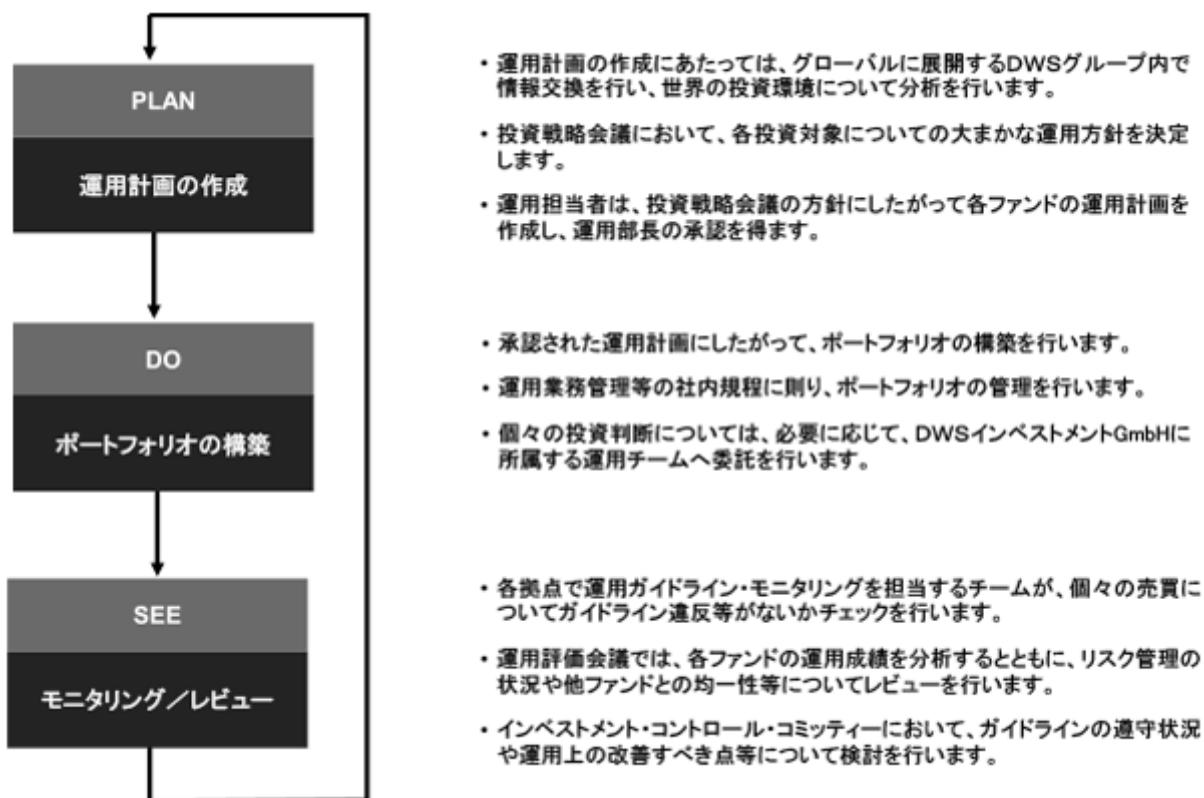 PLAN
運用計画の作成
・運用計画の作成にあたっては、グローバルに展開するDWSグループ内で
情報交換を行い、世界の投資環境について分析を行います。
・投資戦略会議において、各投資対象についての大まかな運用方針を決定
します。
・運用担当者は、投資戦略会議の方針にしたがって各ファンドの運用計画を
作成し、運用部長の承認を得ます。
DO
ポートフォリオの構築
・承認された運用計画にしたがって、ポートフォリオの構築を行います。
・運用業務管理等の社内規程に則り、ポートフォリオの管理を行います。
・個々の投資判断については、必要に応じて、DWSインベストメントGmbHに
所属する運用チームへ委託を行います。
SEE
モニタリング／レビュー
・各拠点で運用ガイドライン・モニタリングを担当するチームが、個々の売買に
ついてガイドライン違反等がないかチェックを行います。
・運用評価会議では、各ファンドの運用成績を分析するとともに、リスク管理の
状況や他ファンドとの均一性等についてレビューを行います。
・インベストメント・コントロール・コミッティーにおいて、ガイドラインの遵守状況
や運用上の改善すべき点等について検討を行います。